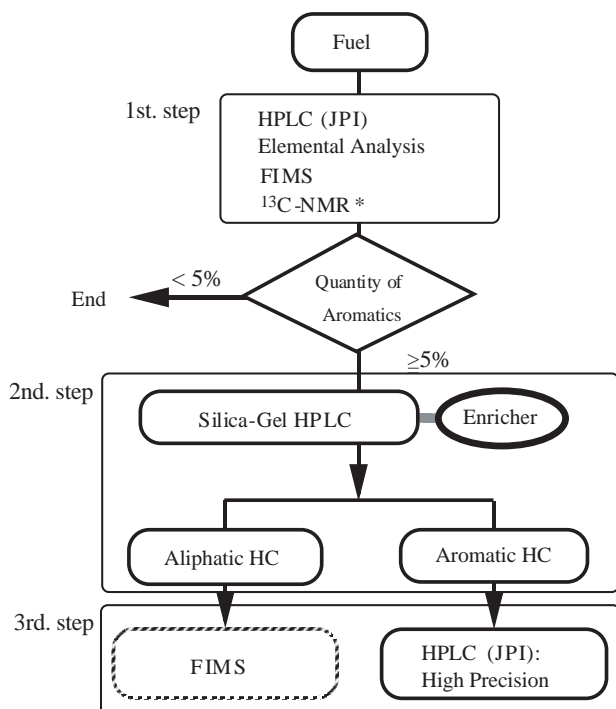 Fuel
1st. step
HPLC (JPI)
Elemental Analysis
FIMS
¹³C-NMR *
Quantity of
Aromatics
< 5%
End
≥5%
2nd. step
Silica-Gel HPLC
Enricher
Aliphatic HC
Aromatic HC
3rd. step
FIMS
HPLC (JPI):
High Precision